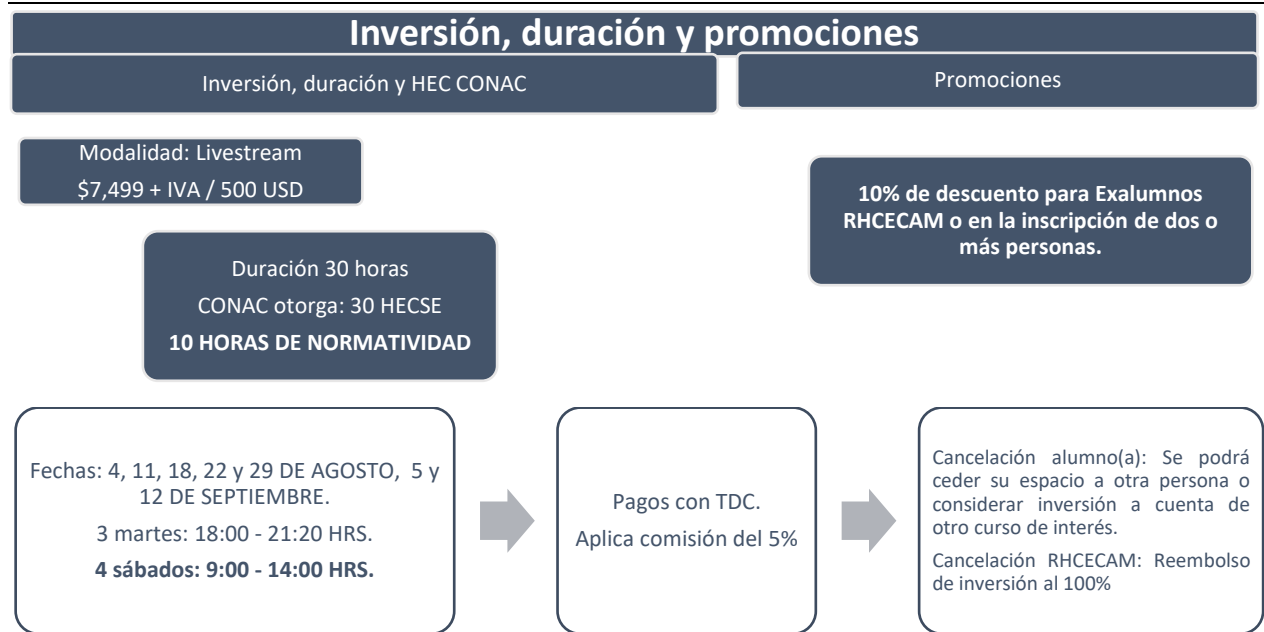 Inversión, duración y promociones
Inversión, duración y HEC CONAC
Promociones
Modalidad: Livestream
$7,499 + IVA / 500 USD
10% de descuento para Exalumnos
RHCECAM o en la inscripción de dos o
más personas.
Duración 30 horas
CONAC otorga: 30 HECSE
10 HORAS DE NORMATIVIDAD
Fechas: 4, 11, 18, 22 y 29 DE AGOSTO, 5 y
12 DE SEPTIEMBRE.
3 martes: 18:00 - 21:20 HRS.
4 sábados: 9:00 - 14:00 HRS.
Pagos con TDC.
Aplica comisión del 5%
Cancelación alumno(a): Se podrá
ceder su espacio a otra persona o
considerar inversión a cuenta de
otro curso de interés.
Cancelación RHCECAM: Reembolso
de inversión al 100%